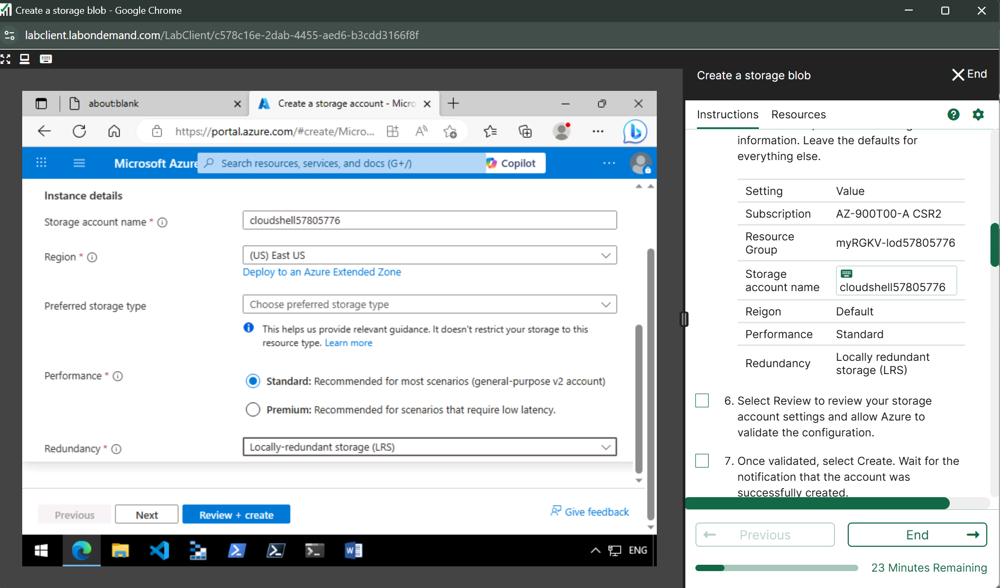 Create a storage blob - Google Chrome
labclient.labondemand.com/LabClient/c578c16e-2dab-4455-aed6-b3cdd3166f8f
about:blank
Create a storage account - Micro
https://portal.azure.com/#create/Micro...
Microsoft Azure
Search resources, services, and docs (G+/)
Copilot
Instance details
Storage account name *
cloudshell57805776
Region *
(US) East US
Deploy to an Azure Extended Zone
Preferred storage type
Choose preferred storage type
This helps us provide relevant guidance. It doesn't restrict your storage to this
resource type. Learn more
Performance *
Standard: Recommended for most scenarios (general-purpose v2 account)
Premium: Recommended for scenarios that require low latency.
Redundancy *
Locally-redundant storage (LRS)
Previous
Next
Review + create
Give feedback
ENG
Create a storage blob
End
Instructions
Resources
information. Leave the defaults for
everything else.
Setting Value
Subscription AZ-900T00-A CSR2
Resource
Group
myRGKV-lod57805776
Storage
account name
cloudshell57805776
Reigon Default
Performance Standard
Redundancy
Locally redundant
storage (LRS)
6. Select Review to review your storage
account settings and allow Azure to
validate the configuration.
7. Once validated, select Create. Wait for the
notification that the account was
successfully created.
Previous
End
23 Minutes Remaining